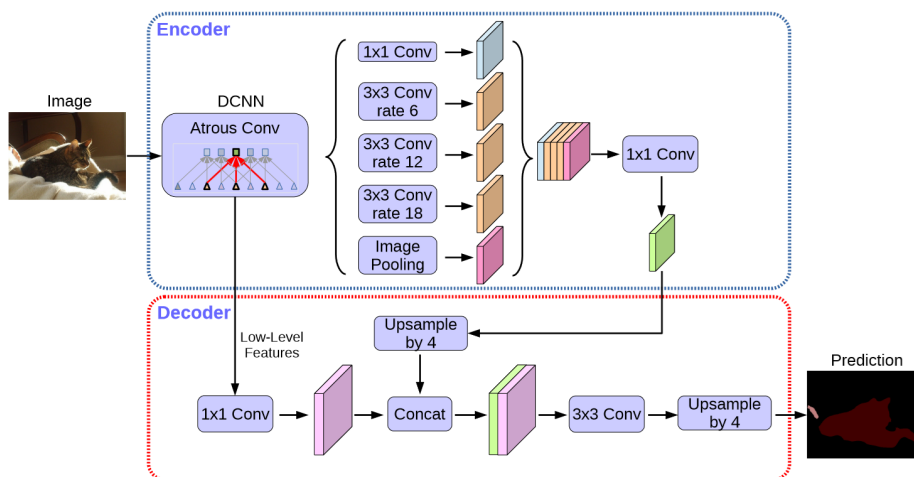 Encoder
Image
DCNN
Atrous Conv
1x1 Conv
3x3 Conv
rate 6
3x3 Conv
rate 12
3x3 Conv
rate 18
Image
Pooling
1x1 Conv
Decoder
Low-Level
Features
Upsample
by 4
1x1 Conv
Concat
3x3 Conv
Upsample
by 4
Prediction